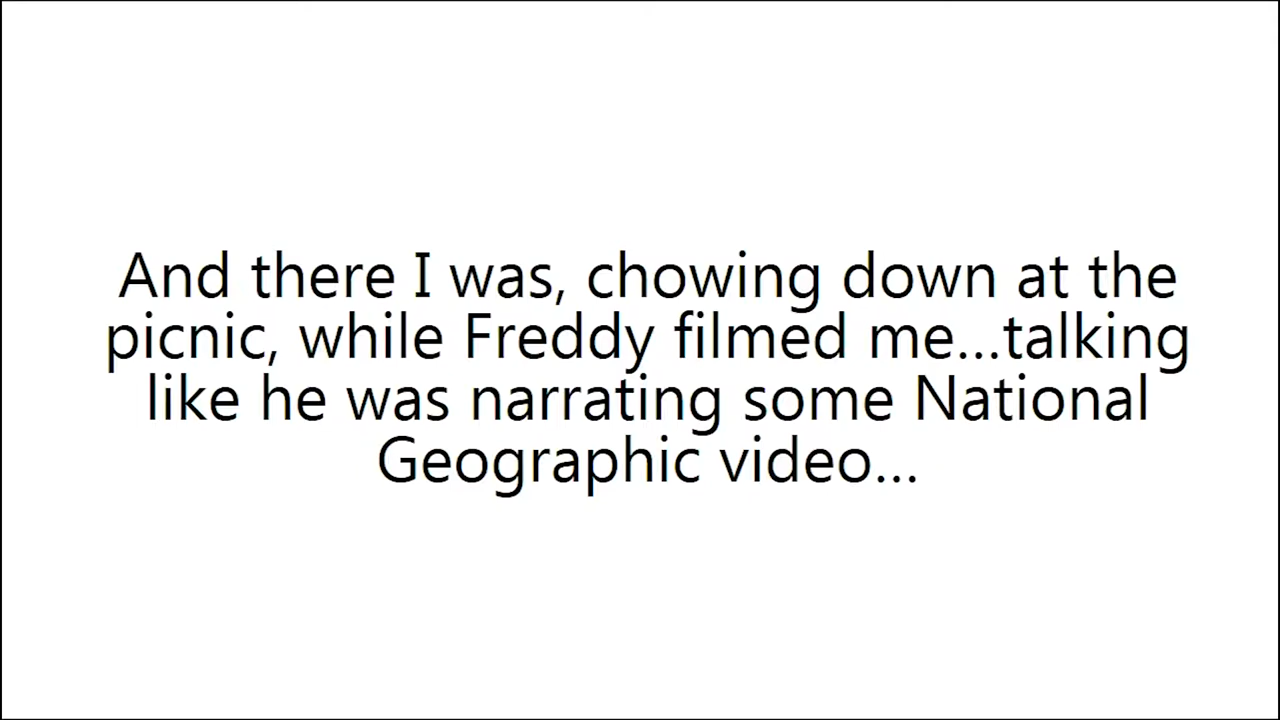 And there I was, chowing down at the
picnic, while Freddy filmed me...talking
like he was narrating some National
Geographic video...